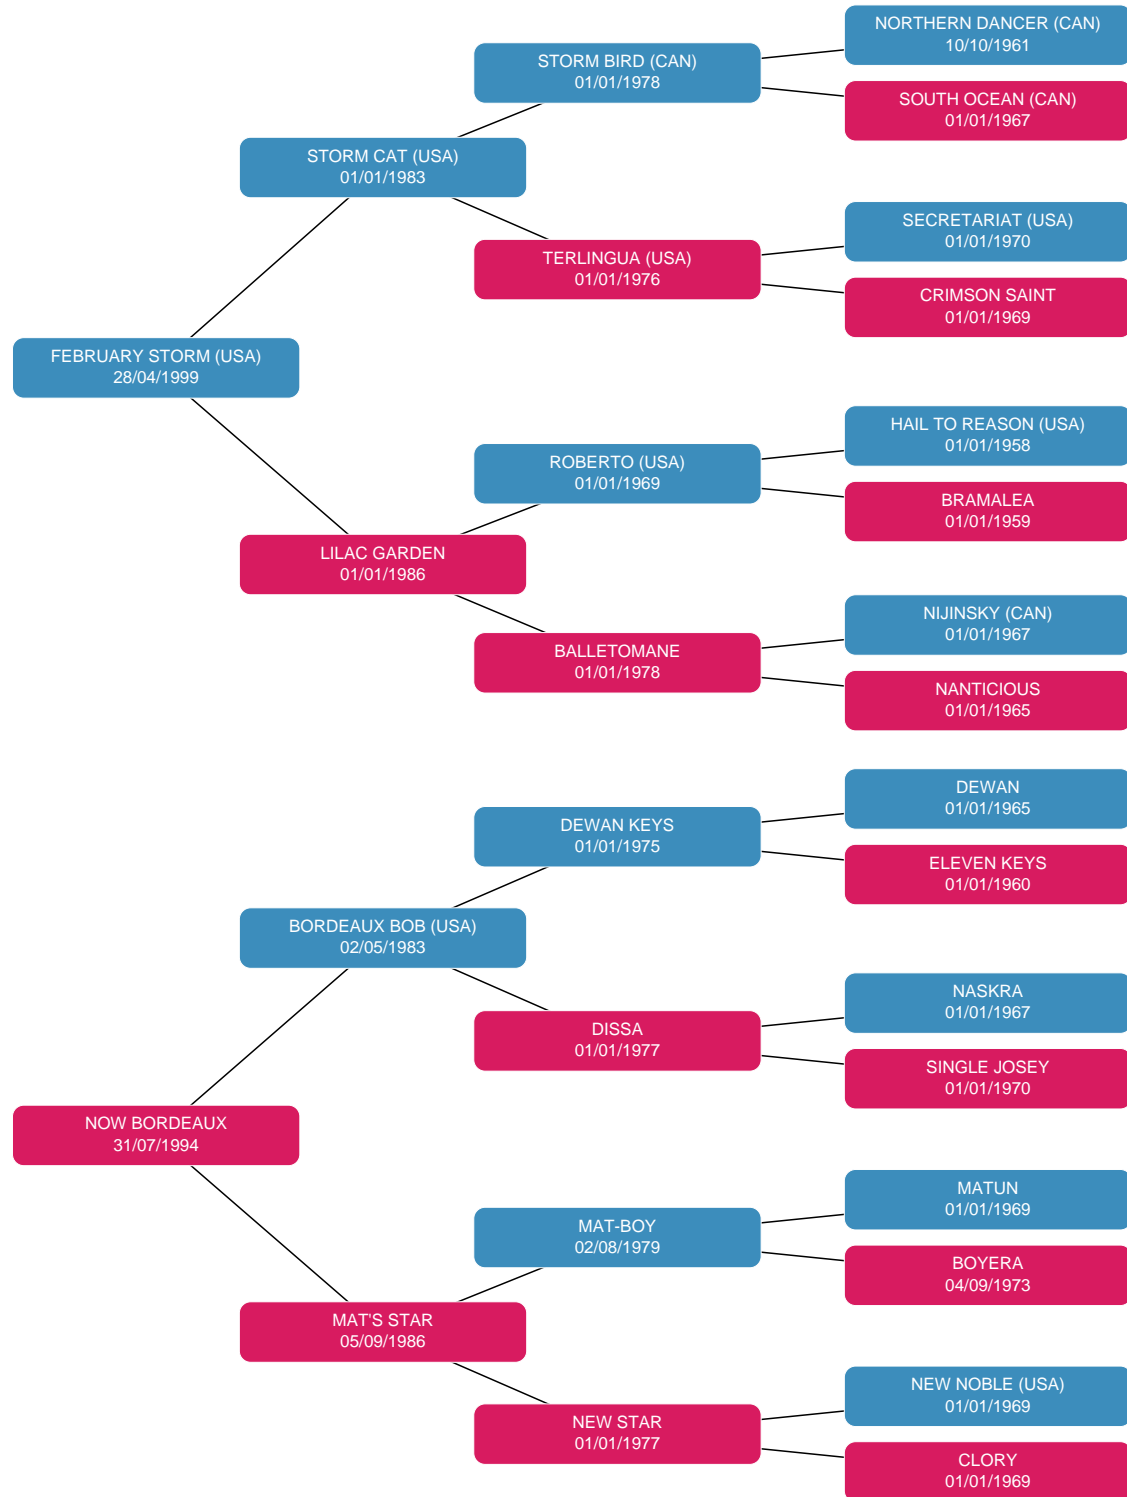 NORTHERN DANCER (CAN)
10/10/1961
STORM BIRD (CAN)
01/01/1978
SOUTH OCEAN (CAN)
01/01/1967
STORM CAT (USA)
01/01/1983
SECRETARIAT (USA)
01/01/1970
TERLINGUA (USA)
01/01/1976
CRIMSON SAINT
01/01/1969
FEBRUARY STORM (USA)
28/04/1999
HAIL TO REASON (USA)
01/01/1958
ROBERTO (USA)
01/01/1969
BRAMALEA
01/01/1959
LILAC GARDEN
01/01/1986
NIJINSKY (CAN)
01/01/1967
BALLETOMANE
01/01/1978
NANTICIOUS
01/01/1965
DEWAN
01/01/1965
DEWAN KEYS
01/01/1975
ELEVEN KEYS
01/01/1960
BORDEAUX BOB (USA)
02/05/1983
NASKRA
01/01/1967
DISSA
01/01/1977
SINGLE JOSEY
01/01/1970
NOW BORDEAUX
31/07/1994
MATUN
01/01/1969
MAT-BOY
02/08/1979
BOYERA
04/09/1973
MAT'S STAR
05/09/1986
NEW NOBLE (USA)
01/01/1969
NEW STAR
01/01/1977
CLORY
01/01/1969